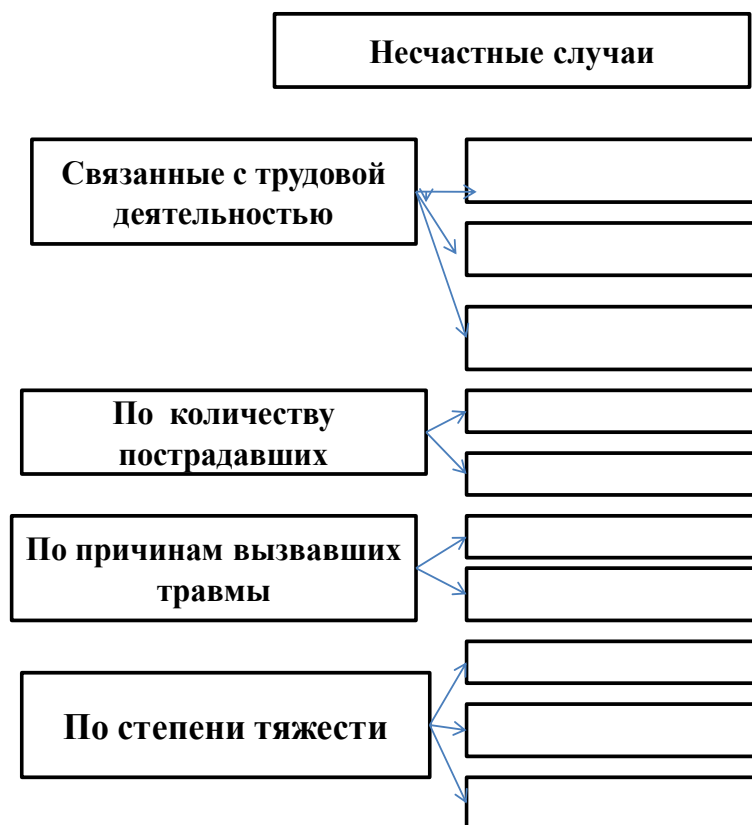 Несчастные случаи
Связанные с трудовой
деятельностью
По количеству
пострадавших
По причинам вызвавших
травмы
По степени тяжести